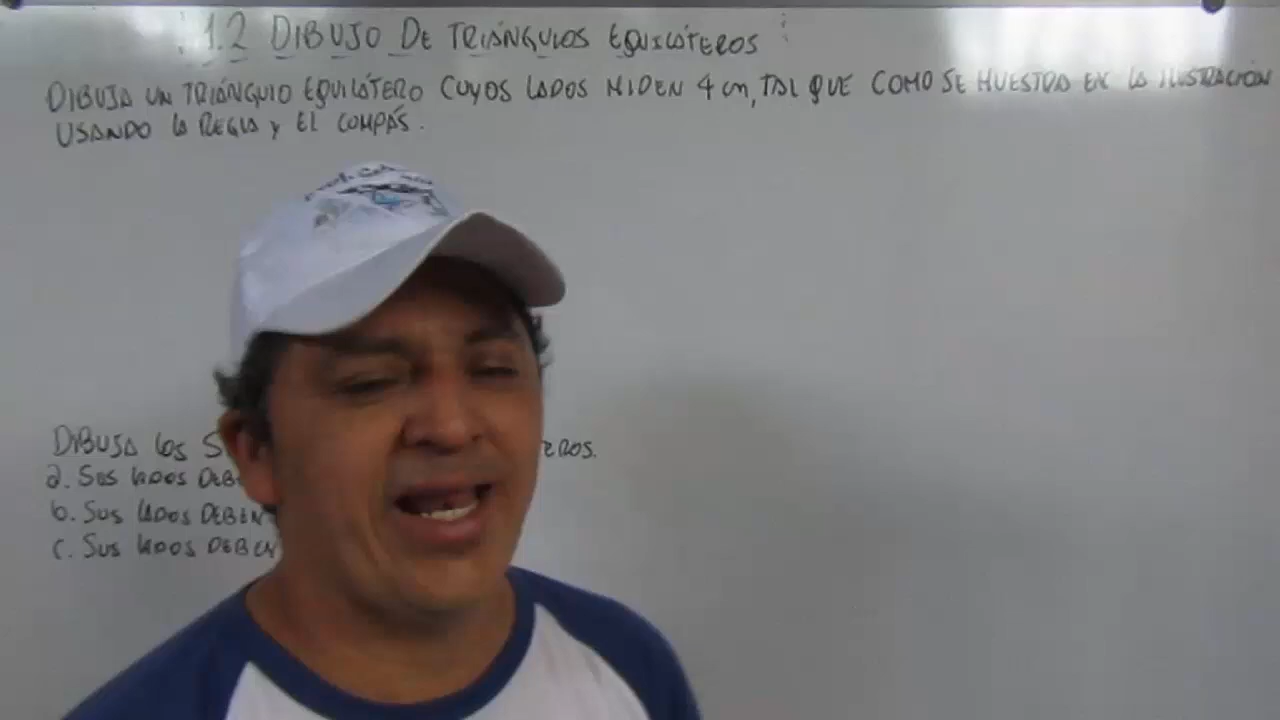 1.2 DIBUJO DE TRIÁNGULOS EQUILÁTEROS
DIBUJA UN TRIÁNGULO EQUILÁTERO CUYOS LADOS MIDEN 4 cm, TAL QUE COMO SE MUESTRA EN LA ILUSTRACIÓN
USANDO LA REGLA y EL COMPÁS.
DIBUJA LOS S EROS.
a. SUS LADOS DEBE
b. SUS LADOS DEBEN
c. SUS LADOS DEBEN